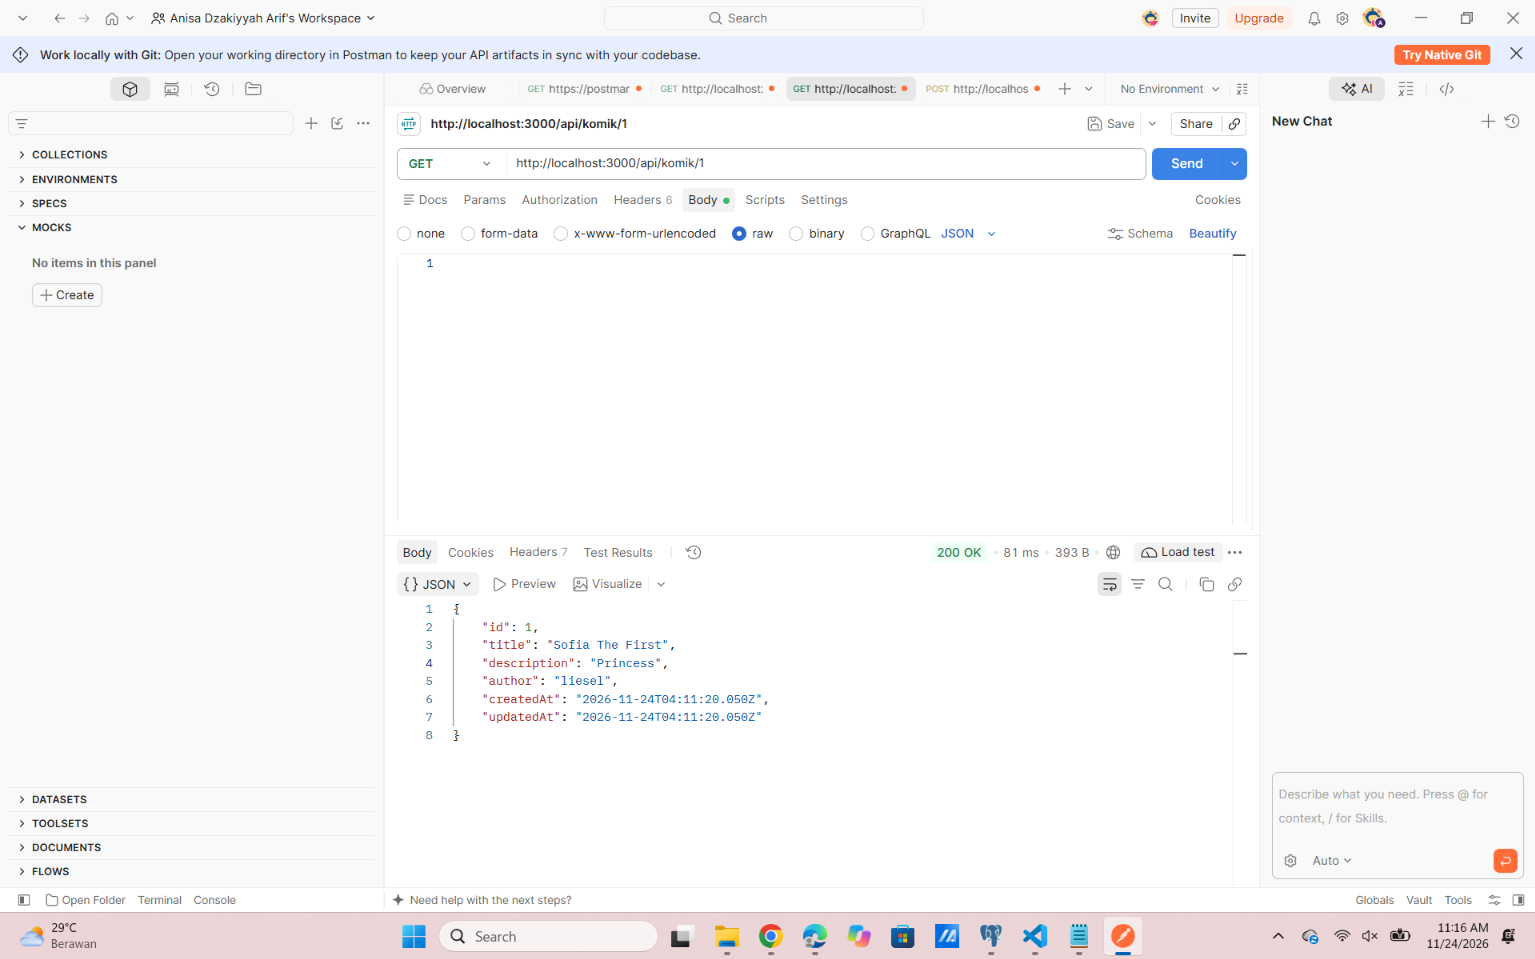 Anisa Dzakiyyah Arif's Workspace
Search
Invite
Upgrade
Work locally with Git: Open your working directory in Postman to keep your API artifacts in sync with your codebase.
Try Native Git
Overview
GET https://postmar
GET http://localhost:
GET http://localhost:
POST http://localhos
No Environment
AI
HTTP http://localhost:3000/api/komik/1
Save
Share
New Chat
COLLECTIONS
ENVIRONMENTS
SPECS
MOCKS
No items in this panel
Create
GET http://localhost:3000/api/komik/1
Send
Docs Params Authorization Headers 6 Body Scripts Settings Cookies
none form-data x-www-form-urlencoded raw binary GraphQL JSON Schema Beautify
1
Body Cookies Headers 7 Test Results 200 OK 81 ms 393 B Load test
{} JSON Preview Visualize
1 {
2 "id": 1,
3 "title": "Sofia The First",
4 "description": "Princess",
5 "author": "liesel",
6 "createdAt": "2026-11-24T04:11:20.050Z",
7 "updatedAt": "2026-11-24T04:11:20.050Z"
8 }
DATASETS
TOOLSETS
DOCUMENTS
FLOWS
Describe what you need. Press @ for
context, / for Skills.
Auto
Open Folder Terminal Console Need help with the next steps? Globals Vault Tools
29°C
Berawan
Search
11:16 AM
11/24/2026